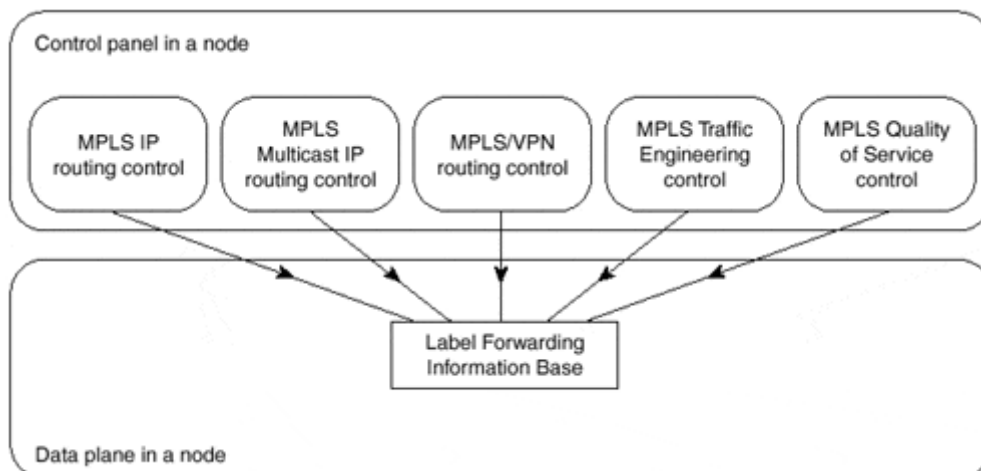 Control panel in a node
MPLS IP
routing control
MPLS
Multicast IP
routing control
MPLS/VPN
routing control
MPLS Traffic
Engineering
control
MPLS Quality
of Service
control
Label Forwarding
Information Base
Data plane in a node